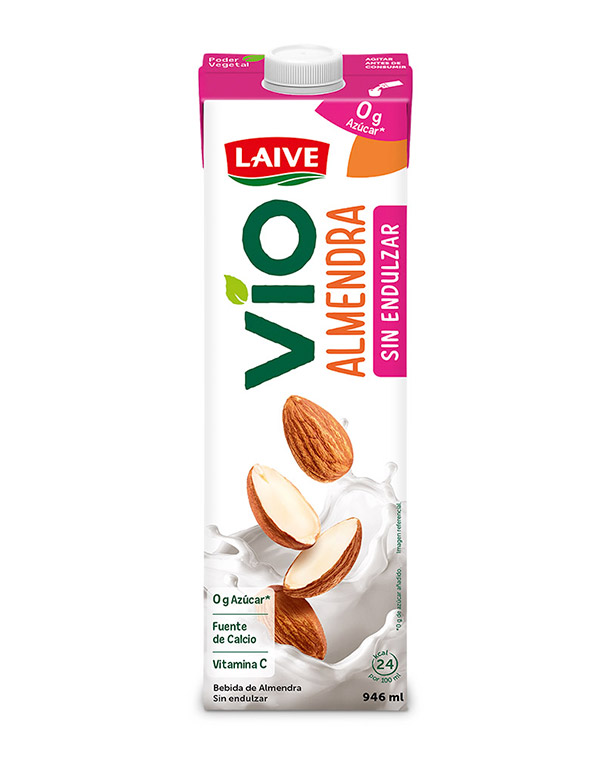 Poder
Vegetal
AGITAR
ANTES DE
CONSUMIR
0 g
Azúcar*
LAIVE
vio
ALMENDRA
SIN ENDULZAR
Imagen referencial
*0 g de azúcar añadido.
0 g Azúcar*
Fuente
de Calcio
Vitamina C
kcal
24
por 100 ml
Bebida de Almendra
Sin endulzar
946 ml